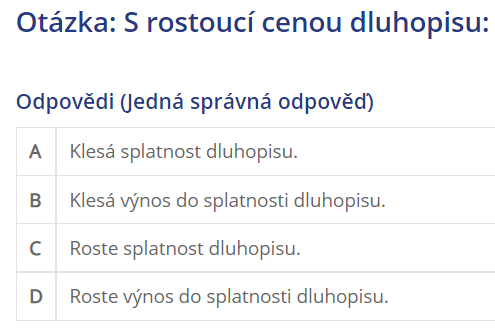 Otázka: S rostoucí cenou dluhopisu:
Odpovědi (Jedná správná odpověď)
A Klesá splatnost dluhopisu.
B Klesá výnos do splatnosti dluhopisu.
C Roste splatnost dluhopisu.
D Roste výnos do splatnosti dluhopisu.